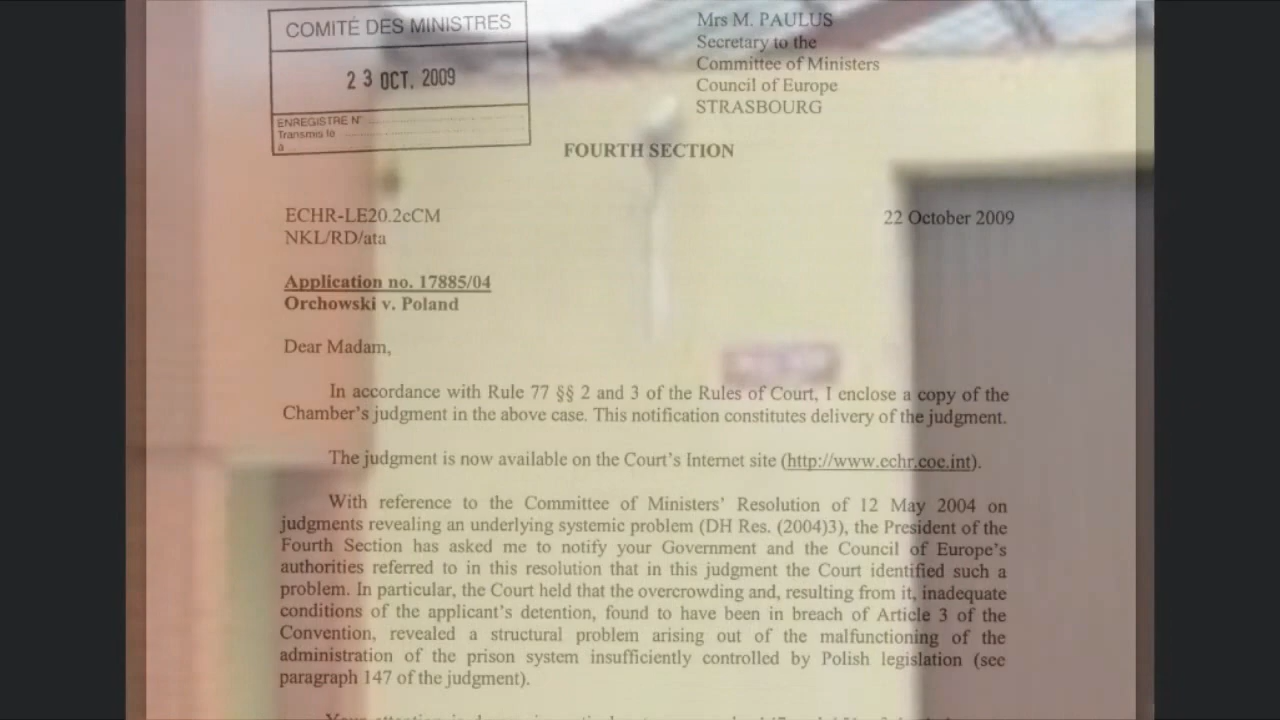 COMITÉ DES MINISTRES
23 OCT. 2009
ENREGISTRE N°
Transmis le
à
Mrs M. PAULUS
Secretary to the
Committee of Ministers
Council of Europe
STRASBOURG
FOURTH SECTION
ECHR-LE20.2cCM
22 October 2009
NKL/RD/ata
Application no. 17885/04
Orchowski v. Poland
Dear Madam,
In accordance with Rule 77 §§ 2 and 3 of the Rules of Court, I enclose a copy of the
Chamber's judgment in the above case. This notification constitutes delivery of the judgment.
The judgment is now available on the Court's Internet site (http://www.echr.coe.int).
With reference to the Committee of Ministers' Resolution of 12 May 2004 on
judgments revealing an underlying systemic problem (DH Res. (2004)3), the President of the
Fourth Section has asked me to notify your Government and the Council of Europe's
authorities referred to in this resolution that in this judgment the Court identified such a
problem. In particular, the Court held that the overcrowding and, resulting from it, inadequate
conditions of the applicant's detention, found to have been in breach of Article 3 of the
Convention, revealed a structural problem arising out of the malfunctioning of the
administration of the prison system insufficiently controlled by Polish legislation (see
paragraph 147 of the judgment).